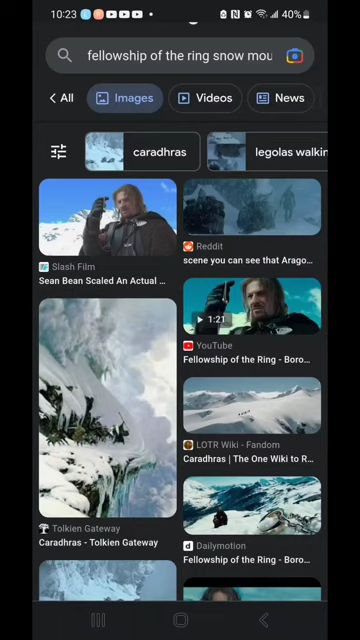 10:23
40%
fellowship of the ring snow mou
All
Images
Videos
News
caradhras
legolas walkin
Slash Film
Sean Bean Scaled An Actual ...
Reddit
scene you can see that Arago...
1:21
YouTube
Fellowship of the Ring - Boro...
LOTR Wiki - Fandom
Caradhras | The One Wiki to R...
Tolkien Gateway
Caradhras - Tolkien Gateway
Dailymotion
Fellowship of the Ring - Boro...